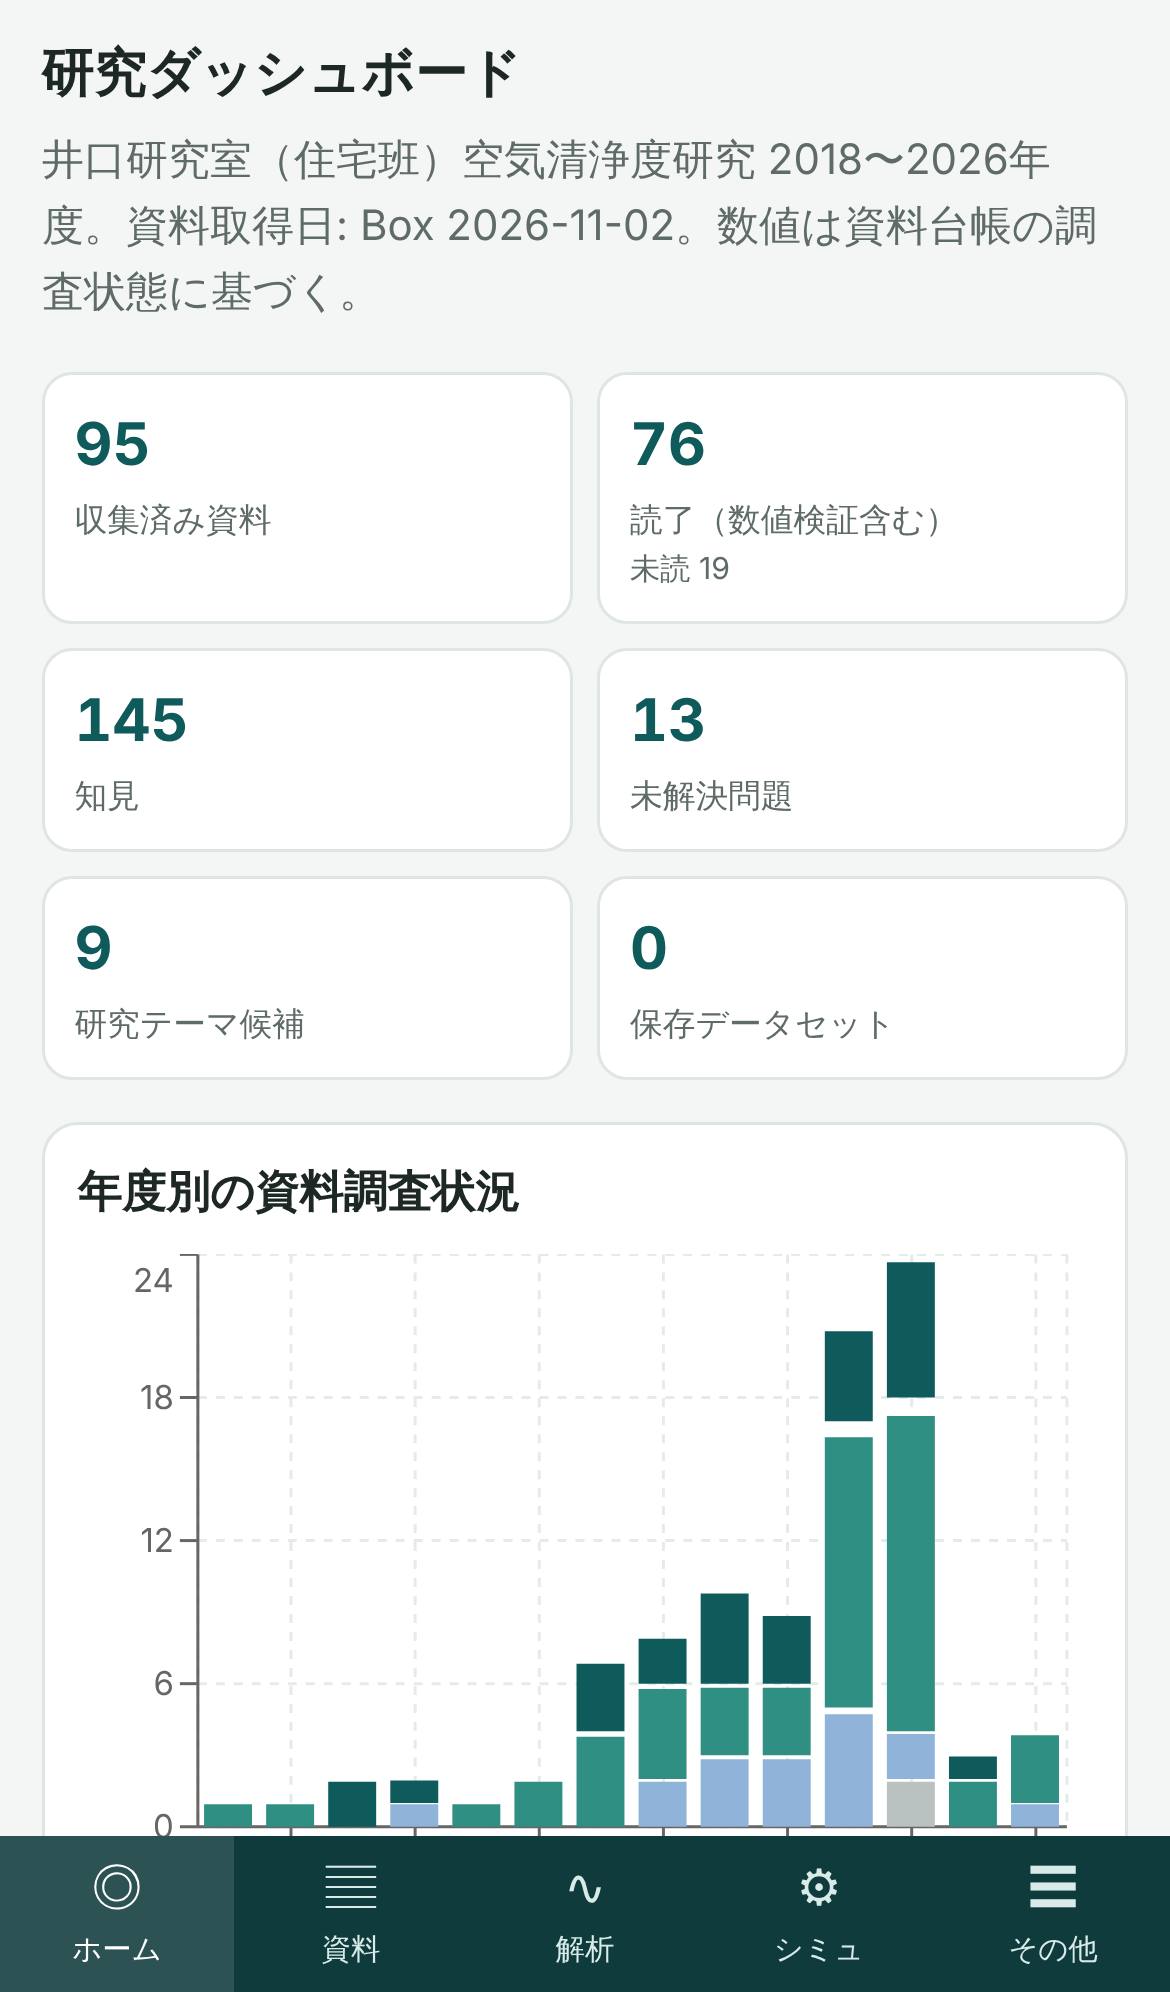 研究ダッシュボード
井口研究室（住宅班）空気清浄度研究 2018〜2026年
度。資料取得日: Box 2026-11-02。数値は資料台帳の調
査状態に基づく。
95
収集済み資料
76
読了（数値検証含む）
未読 19
145
知見
13
未解決問題
9
研究テーマ候補
0
保存データセット
年度別の資料調査状況
24
18
12
6
0
ホーム
資料
解析
シミュ
その他